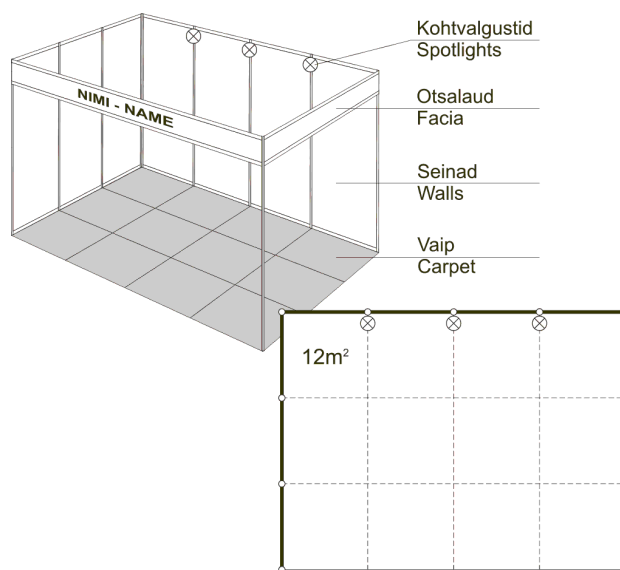 Kohtvalgustid
Spotlights
Otsalaud
Facia
NIMI - NAME
Seinad
Walls
Vaip
Carpet
12m²